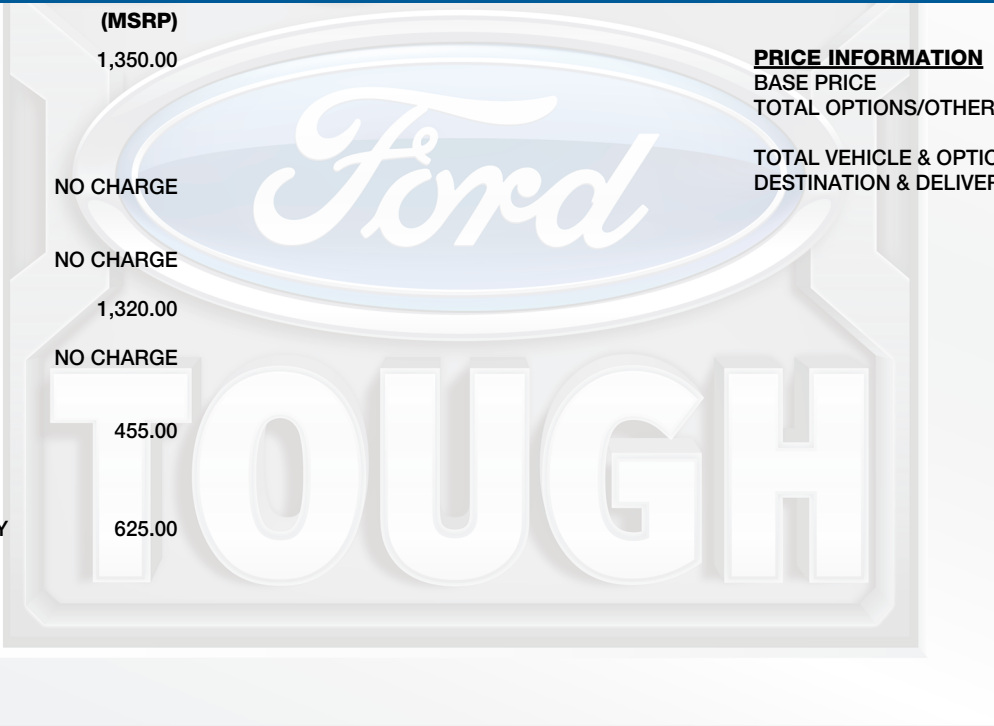 (MSRP)
1,350.00
NO CHARGE
NO CHARGE
1,320.00
NO CHARGE
455.00
Y 625.00
PRICE INFORMATION
BASE PRICE
TOTAL OPTIONS/OTHER
TOTAL VEHICLE & OPTIO
DESTINATION & DELIVER
Ford
TOUGH